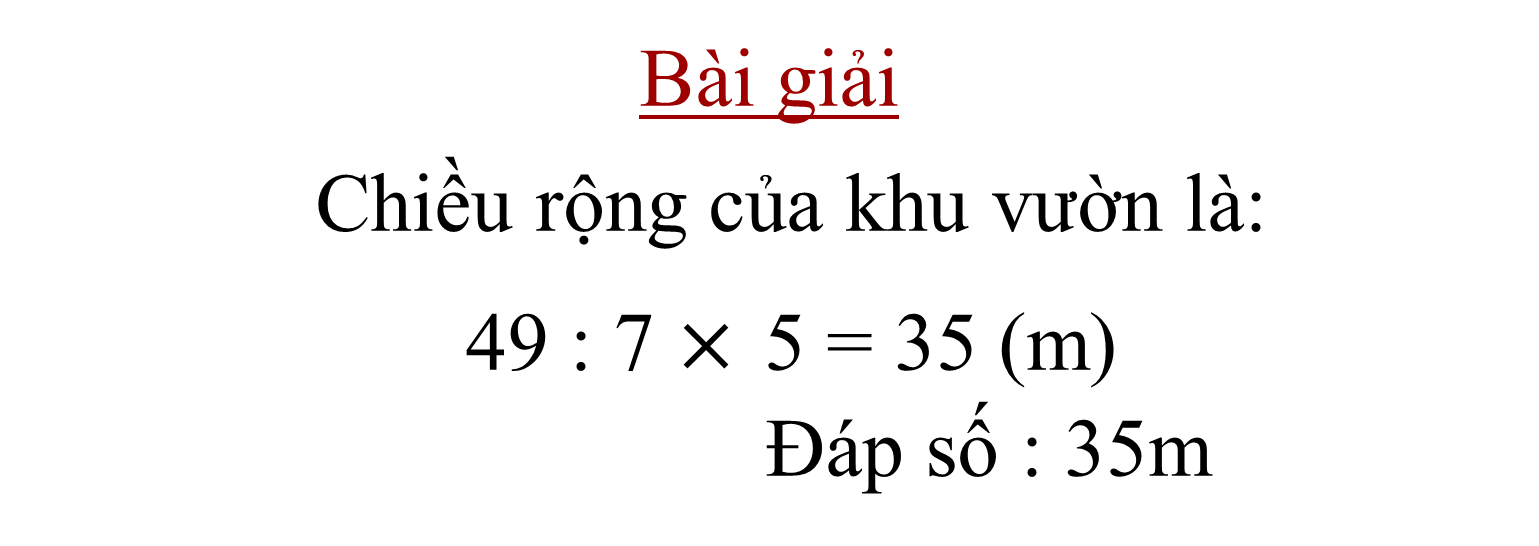 Bài giải
Chiều rộng của khu vườn là:
49 : 7 × 5 = 35 (m)
Đáp số : 35m